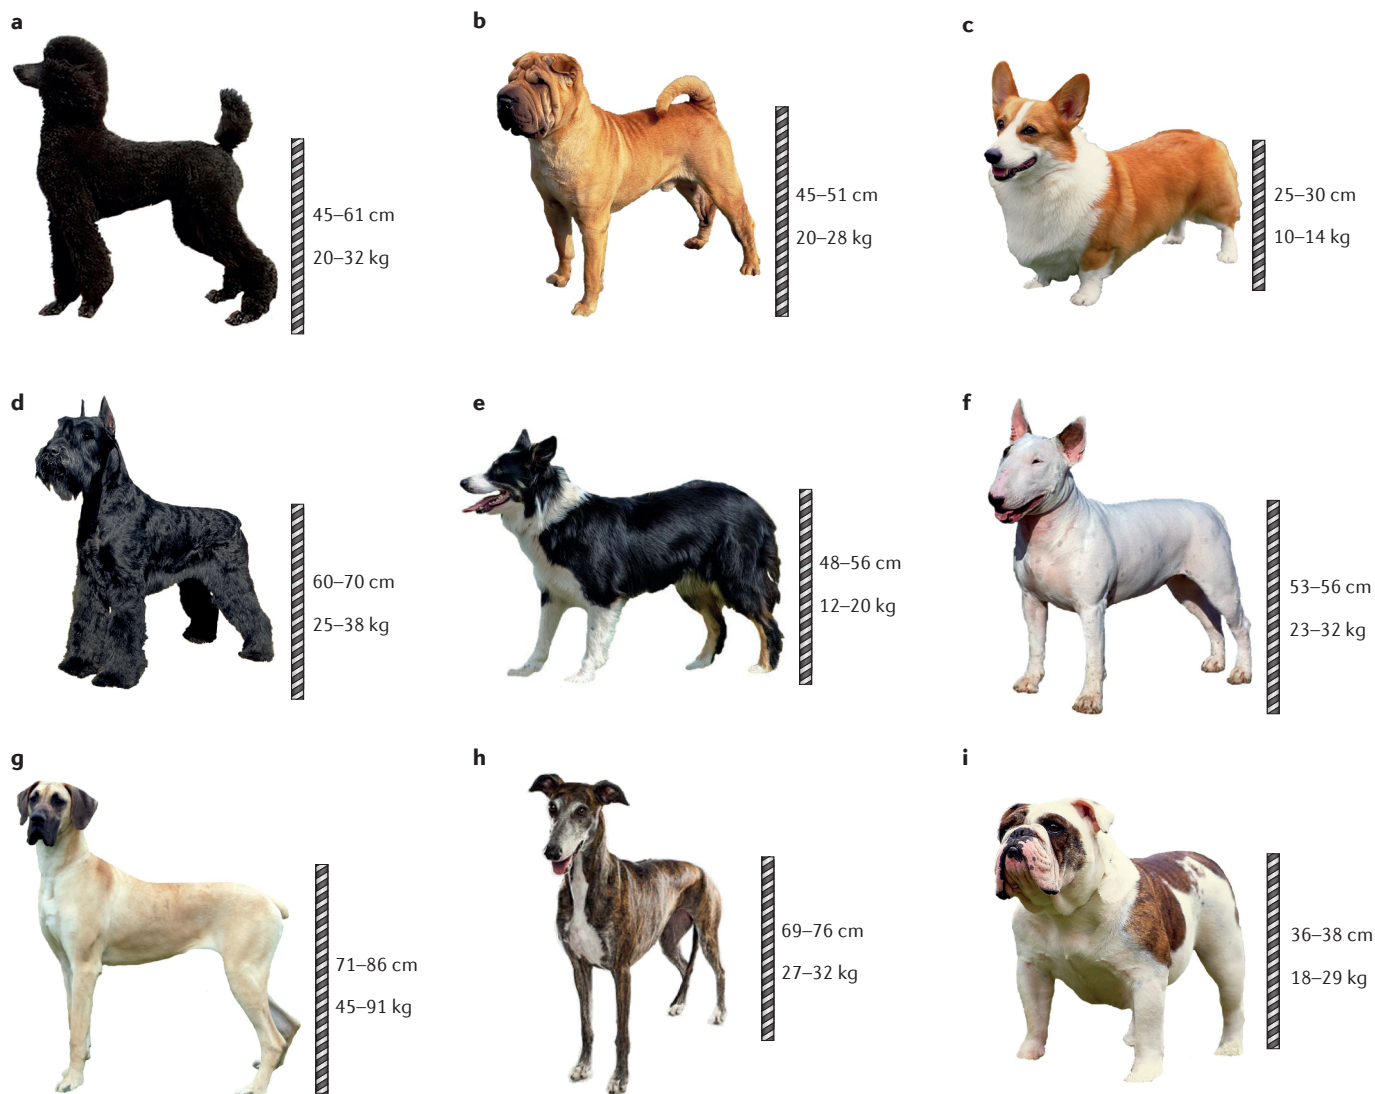 a
b
c
45–61 cm
20–32 kg
45–51 cm
20–28 kg
25–30 cm
10–14 kg
d
e
f
60–70 cm
25–38 kg
48–56 cm
12–20 kg
53–56 cm
23–32 kg
g
h
i
71–86 cm
45–91 kg
69–76 cm
27–32 kg
36–38 cm
18–29 kg